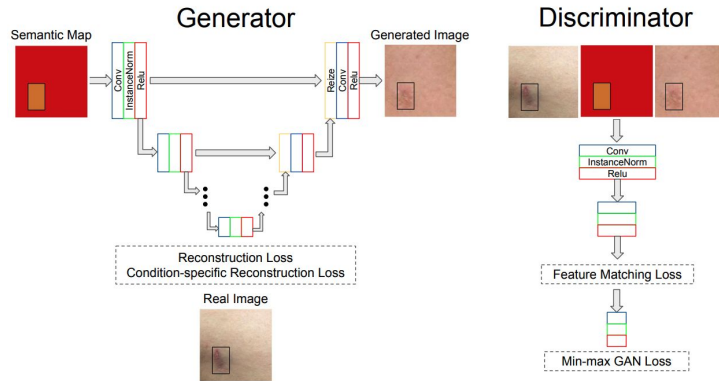 Generator
Discriminator
Semantic Map
Generated Image
Conv
InstanceNorm
Relu
Reize
Conv
Relu
Reconstruction Loss
Condition-specific Reconstruction Loss
Real Image
Conv
InstanceNorm
Relu
Feature Matching Loss
Min-max GAN Loss